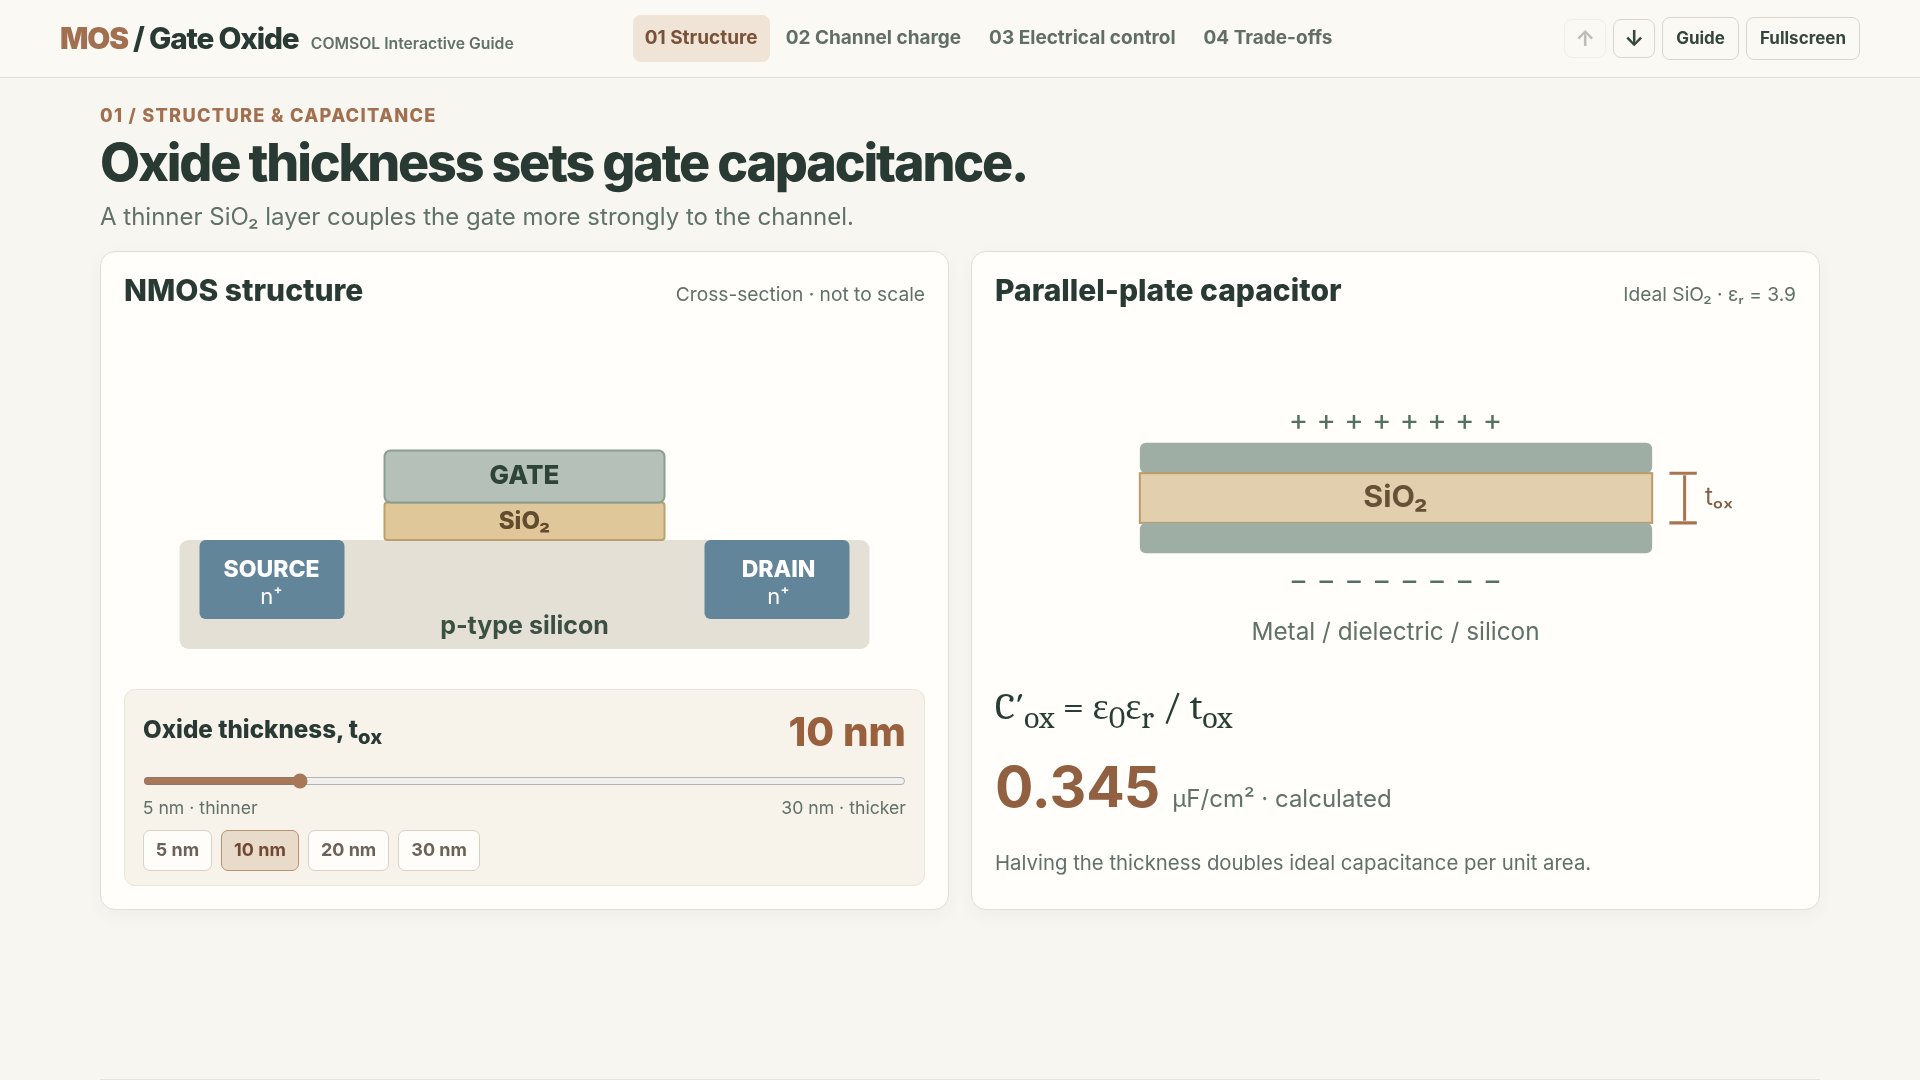 MOS / Gate Oxide COMSOL Interactive Guide
01 Structure
02 Channel charge
03 Electrical control
04 Trade-offs
↑
↓
Guide
Fullscreen
01 / STRUCTURE & CAPACITANCE
Oxide thickness sets gate capacitance.
A thinner SiO₂ layer couples the gate more strongly to the channel.
NMOS structure
Cross-section · not to scale
GATE
SiO₂
SOURCE
n⁺
DRAIN
n⁺
p-type silicon
Oxide thickness, tox
10 nm
5 nm · thinner
30 nm · thicker
5 nm
10 nm
20 nm
30 nm
Parallel-plate capacitor
Ideal SiO₂ · εᵣ = 3.9
+ + + + + + + +
SiO₂
tₒₓ
− − − − − − − −
Metal / dielectric / silicon
C′ox = ε0εr / tox
0.345 µF/cm² · calculated
Halving the thickness doubles ideal capacitance per unit area.